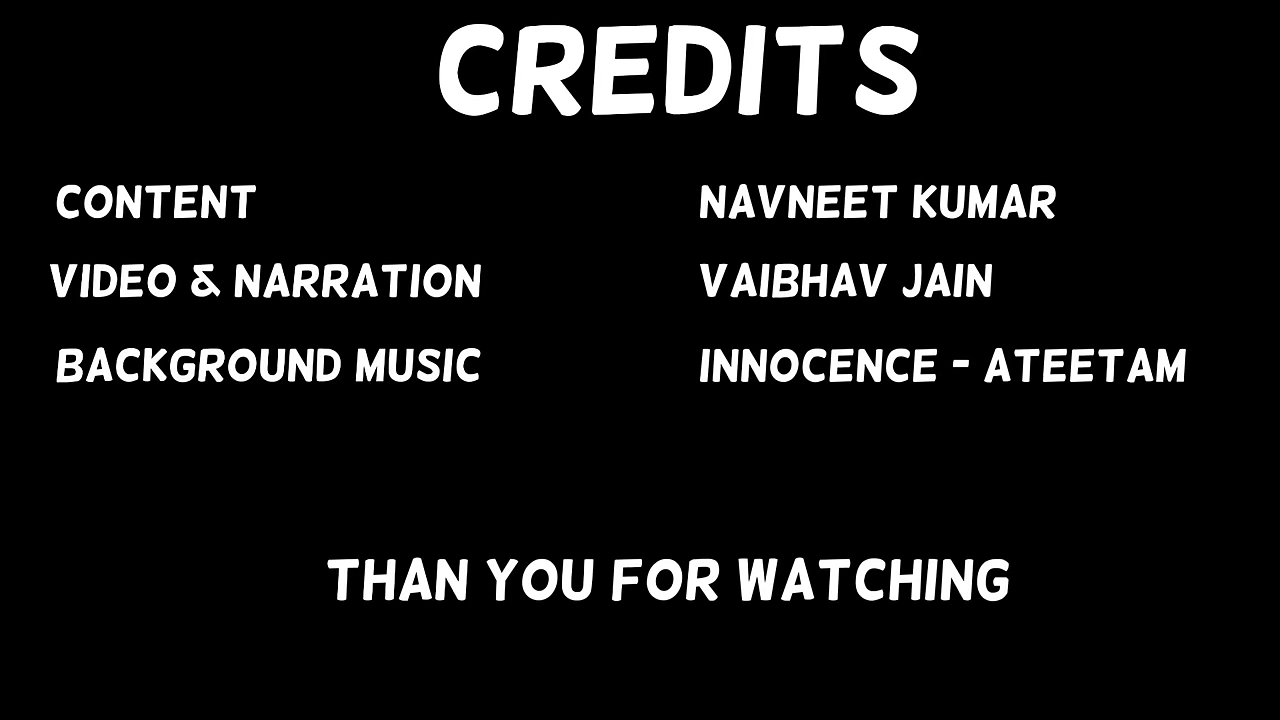 CREDITS
CONTENT NAVNEET KUMAR
VIDEO & NARRATION VAIBHAV JAIN
BACKGROUND MUSIC INNOCENCE - ATEETAM
THAN YOU FOR WATCHING